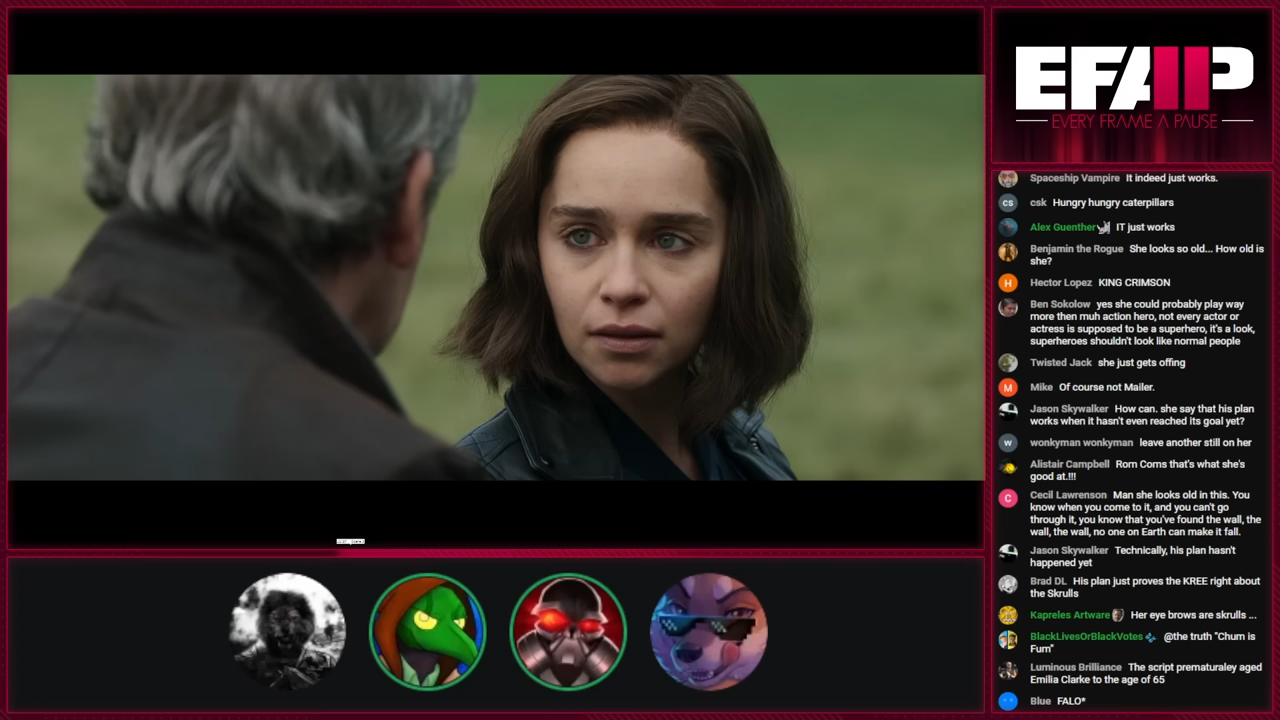 EFAP
EVERY FRAME A PAUSE
Spaceship Vampire It indeed just works.
cs csk Hungry hungry caterpillars
Alex Guenther IT just works
Benjamin the Rogue She looks so old... How old is
she?
H Hector Lopez KING CRIMSON
Ben Sokolow yes she could probably play way
more then muh action hero, not every actor or
actress is supposed to be a superhero, it's a look,
superheroes shouldn't look like normal people
Twisted Jack she just gets offing
M Mike Of course not Mailer.
Jason Skywalker How can. she say that his plan
works when it hasn't even reached its goal yet?
w wonkyman wonkyman leave another still on her
Alistair Campbell Rom Coms that's what she's
good at.!!!
C Cecil Lawrenson Man she looks old in this. You
know when you come to it, and you can't go
through it, you know that you've found the wall, the
wall, the wall, no one on Earth can make it fall.
Jason Skywalker Technically, his plan hasn't
happened yet
Brad DL His plan just proves the KREE right about
the Skrulls
Kapreles Artware Her eye brows are skrulls ...
BlackLivesOrBlackVotes @the truth "Chum is
Fum"
Luminous Brilliance The script prematuraley aged
Emilia Clarke to the age of 65
Blue FALO*